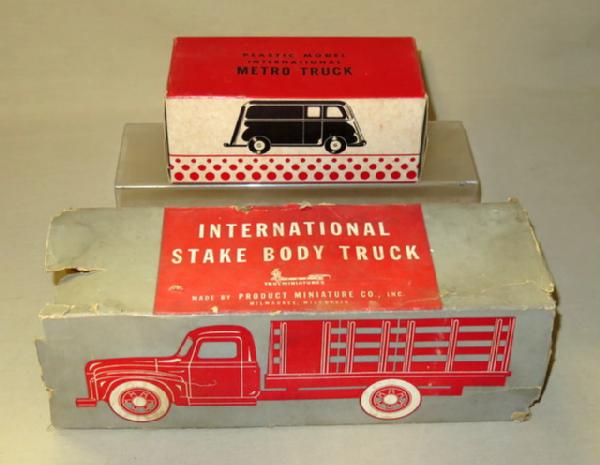 PLASTIC MODEL
INTERNATIONAL
METRO TRUCK
INTERNATIONAL
STAKE BODY TRUCK
TRU-MINIATURES
MADE BY PRODUCT MINIATURE CO., INC.
MILWAUKEE, WISCONSIN